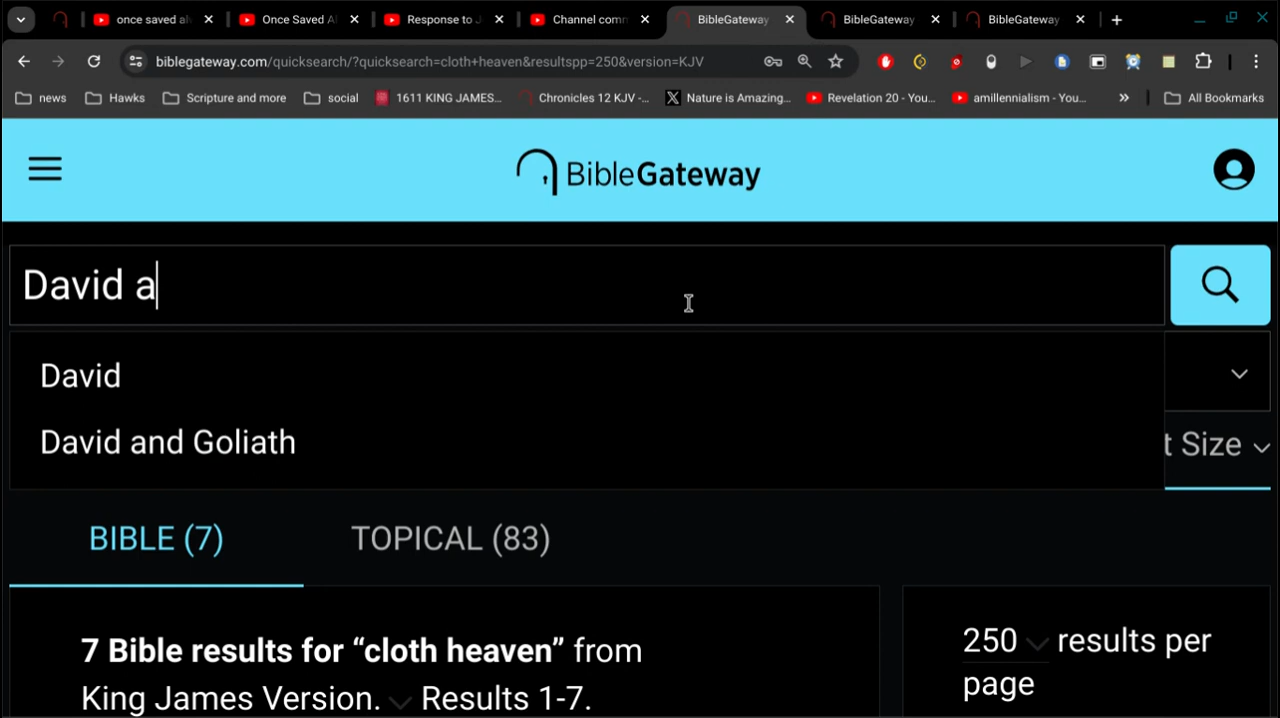 once saved al
Once Saved Al
Response to J
Channel comm
BibleGateway
BibleGateway
BibleGateway
biblegateway.com/quicksearch/?quicksearch=cloth+heaven&resultspp=250&version=KJV
news
Hawks
Scripture and more
social
1611 KING JAMES...
Chronicles 12 KJV -...
Nature is Amazing...
Revelation 20 - You...
amillennialism - You...
All Bookmarks
BibleGateway
David a
David
David and Goliath
t Size
BIBLE (7)
TOPICAL (83)
7 Bible results for “cloth heaven” from
King James Version. Results 1-7.
250 results per
page